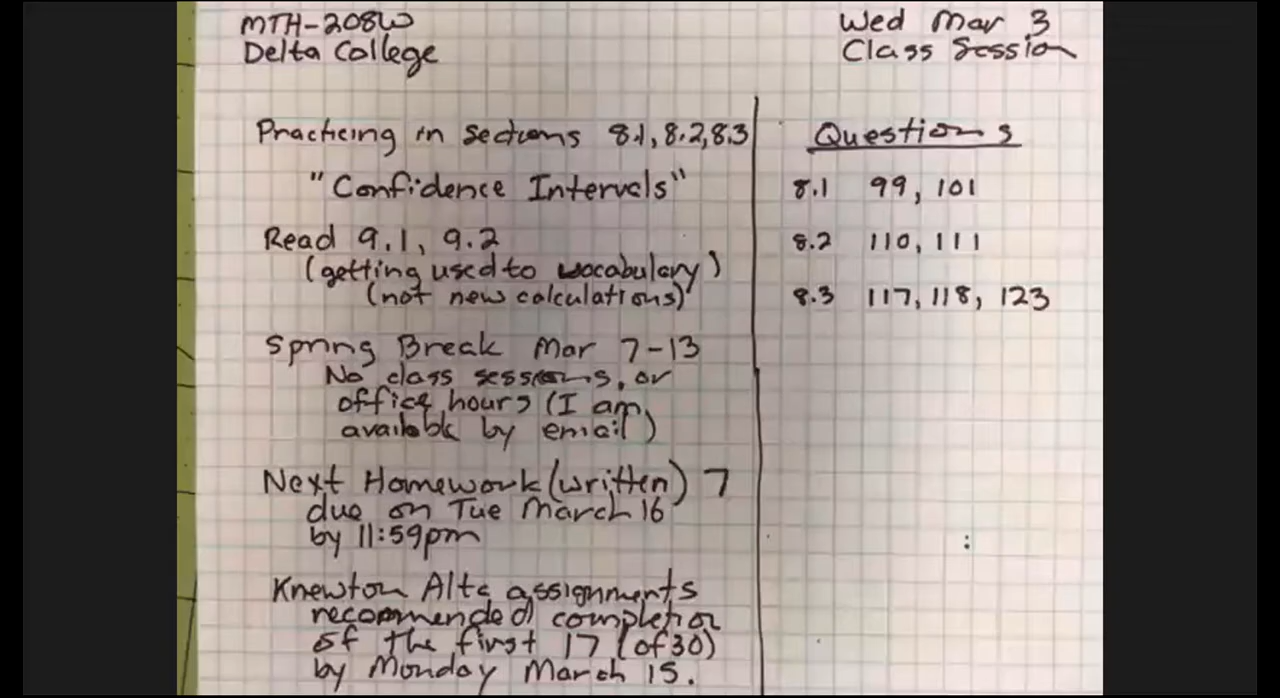 MTH-208W
Delta College
Wed Mar 3
Class Session
Practicing in sections 8.1, 8.2, 8.3
"Confidence Intervals"
Read 9.1, 9.2
(getting used to vocabulary)
(not new calculations)
Spring Break Mar 7-13
No class sessions, or
office hours (I am
available by email)
Next Homework (written) 7
due on Tue March 16
by 11:59pm
Knewton Alta assignments
recommended completion
of the first 17 (of 30)
by Monday March 15.
Questions
8.1 99, 101
8.2 110, 111
8.3 117, 118, 123